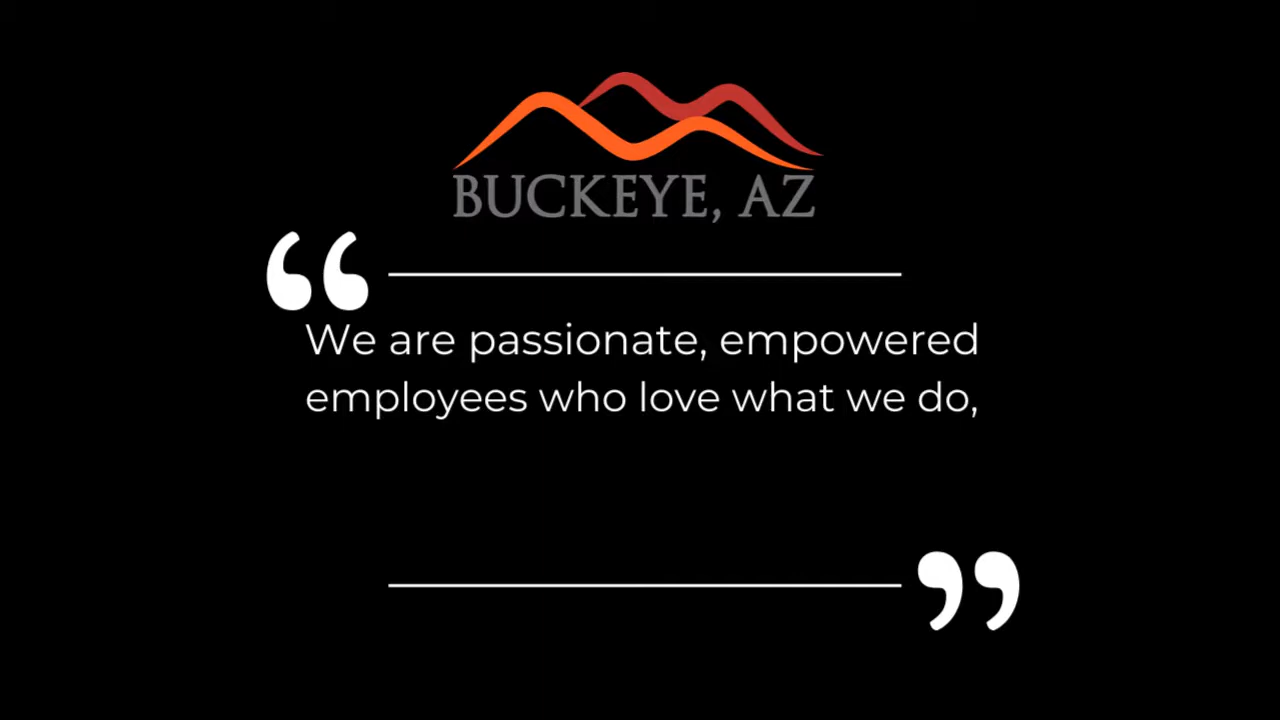 BUCKEYE, AZ
“
We are passionate, empowered
employees who love what we do,
”